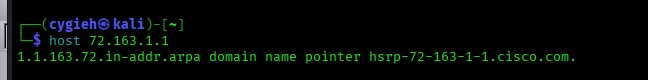 ┌──(cygieh㉿kali)-[~]
└─$ host 72.163.1.1
1.1.163.72.in-addr.arpa domain name pointer hsrp-72-163-1-1.cisco.com.